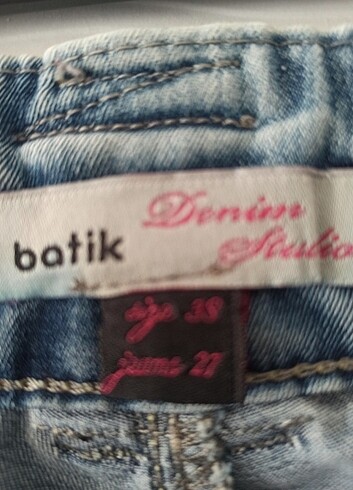 batik Denim
Studio
size 38
jeans 27